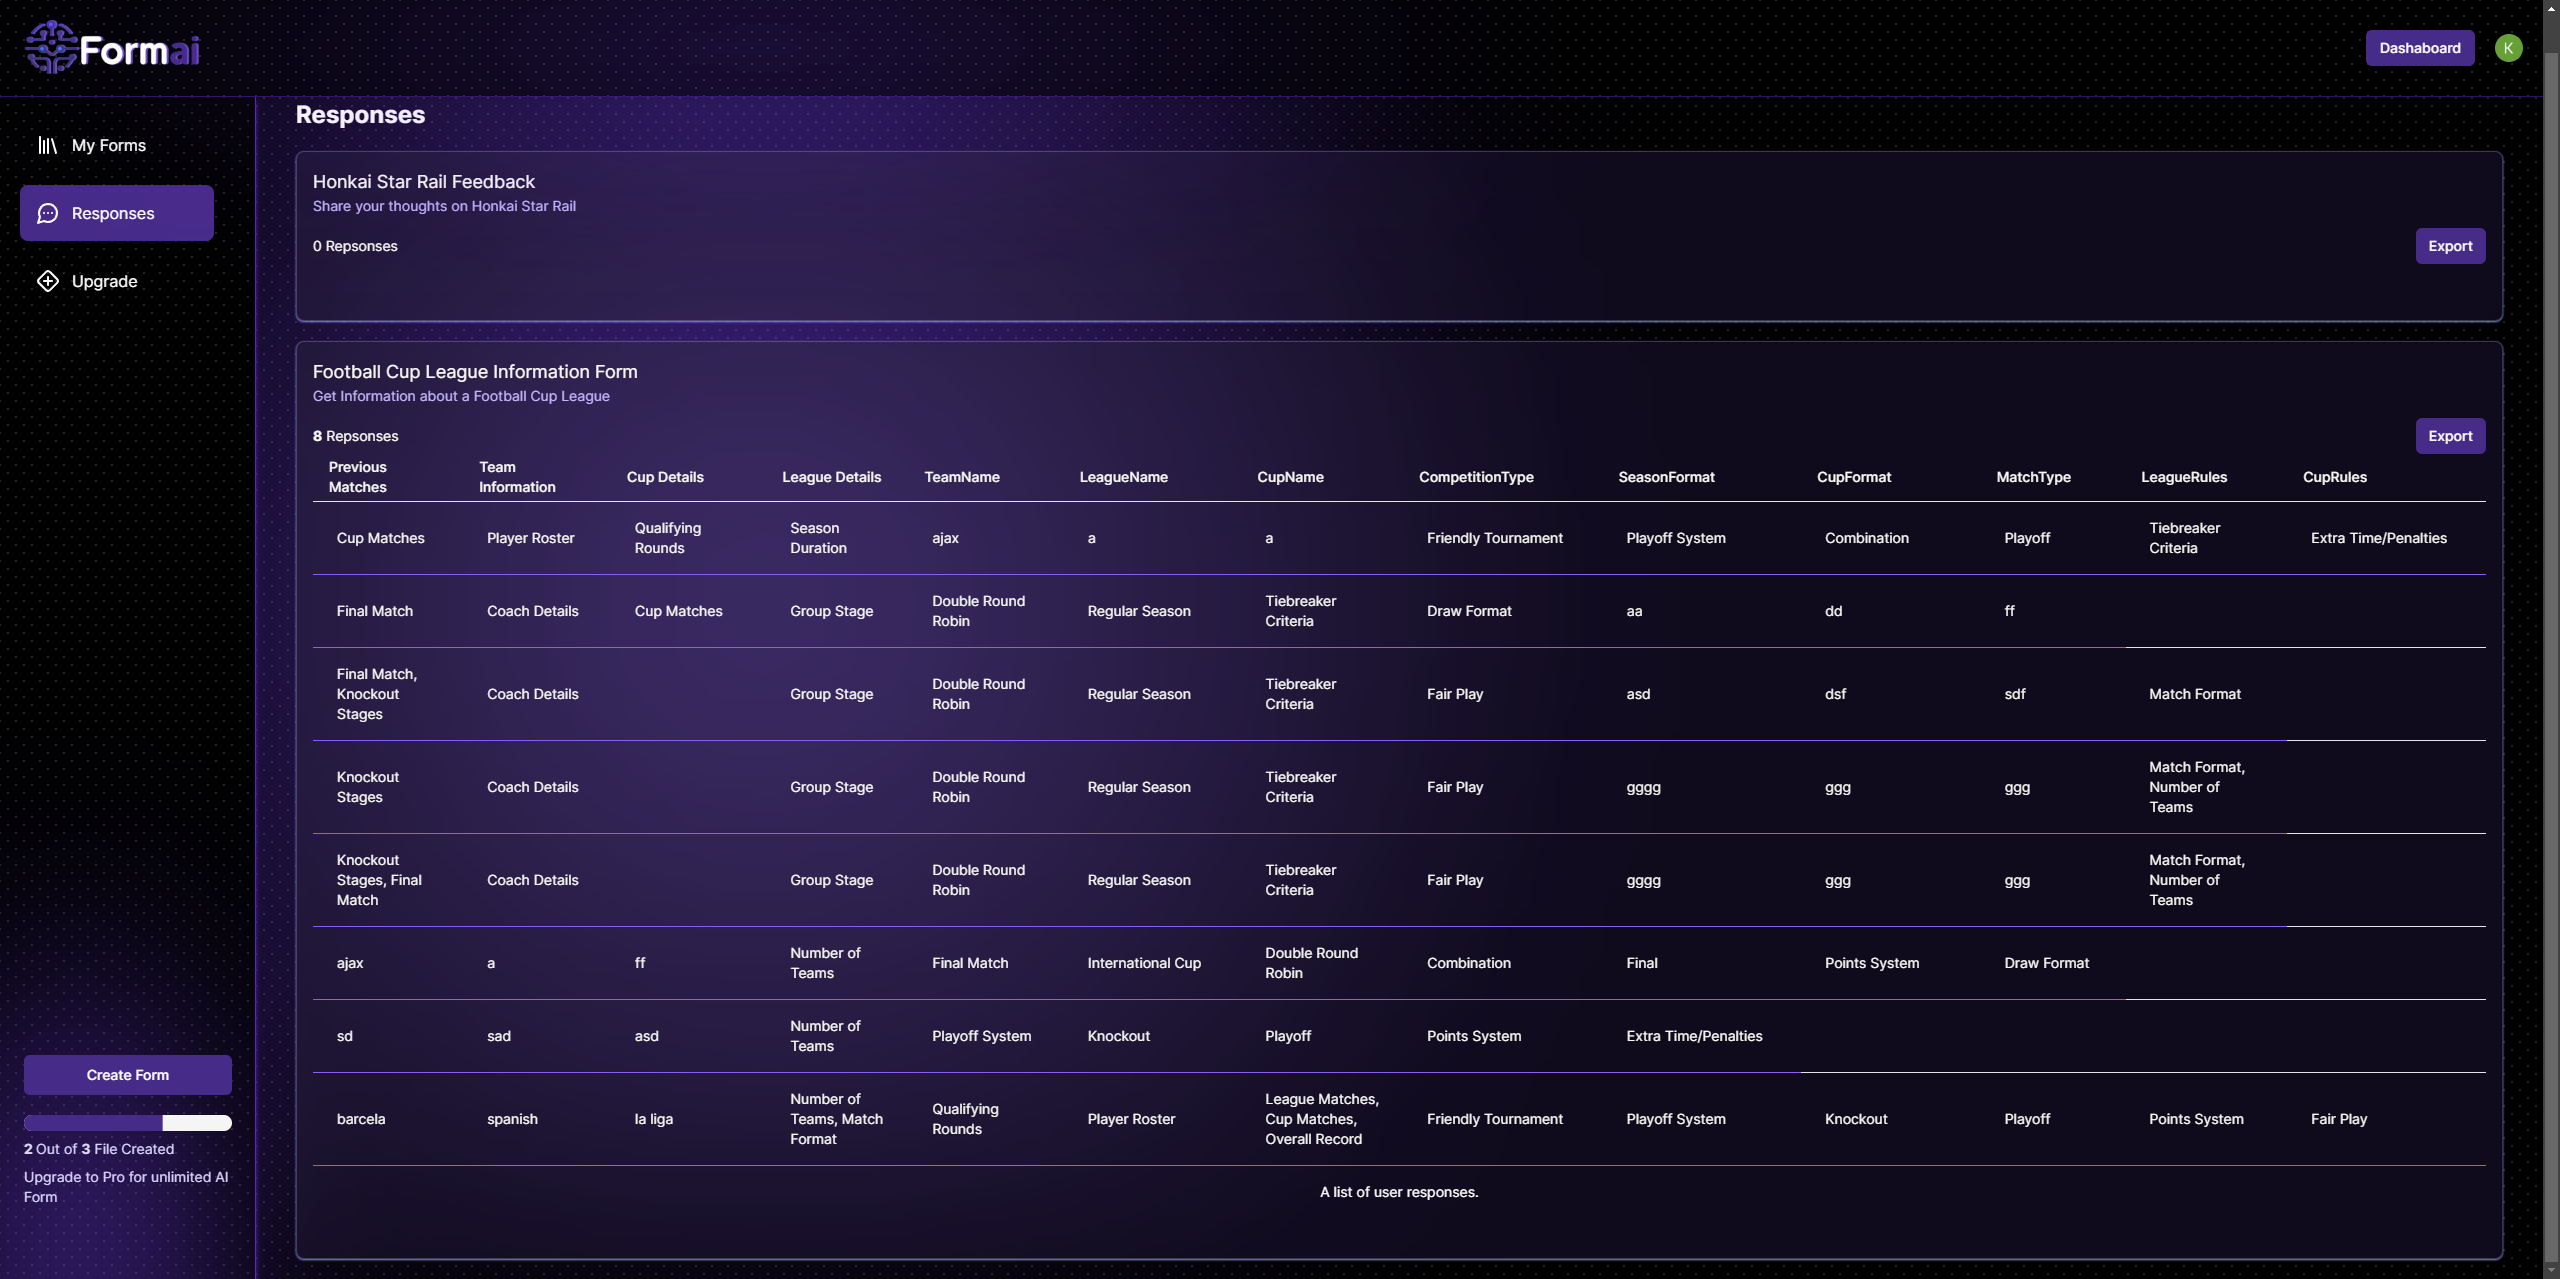 Formai
Dashaboard
K
My Forms
Responses
Upgrade
Create Form
2 Out of 3 File Created
Upgrade to Pro for unlimited AI
Form
Responses
Honkai Star Rail Feedback
Share your thoughts on Honkai Star Rail
0 Repsonses
Export
Football Cup League Information Form
Get Information about a Football Cup League
8 Repsonses
Export
Previous Matches Team Information Cup Details League Details TeamName LeagueName CupName CompetitionType SeasonFormat CupFormat MatchType LeagueRules CupRules
Cup Matches Player Roster Qualifying Rounds Season Duration ajax a a Friendly Tournament Playoff System Combination Playoff Tiebreaker Criteria Extra Time/Penalties
Final Match Coach Details Cup Matches Group Stage Double Round Robin Regular Season Tiebreaker Criteria Draw Format aa dd ff
Final Match, Knockout Stages Coach Details Group Stage Double Round Robin Regular Season Tiebreaker Criteria Fair Play asd dsf sdf Match Format
Knockout Stages Coach Details Group Stage Double Round Robin Regular Season Tiebreaker Criteria Fair Play gggg ggg ggg Match Format, Number of Teams
Knockout Stages, Final Match Coach Details Group Stage Double Round Robin Regular Season Tiebreaker Criteria Fair Play gggg ggg ggg Match Format, Number of Teams
ajax a ff Number of Teams Final Match International Cup Double Round Robin Combination Final Points System Draw Format
sd sad asd Number of Teams Playoff System Knockout Playoff Points System Extra Time/Penalties
barcela spanish la liga Number of Teams, Match Format Qualifying Rounds Player Roster League Matches, Cup Matches, Overall Record Friendly Tournament Playoff System Knockout Playoff Points System Fair Play
A list of user responses.